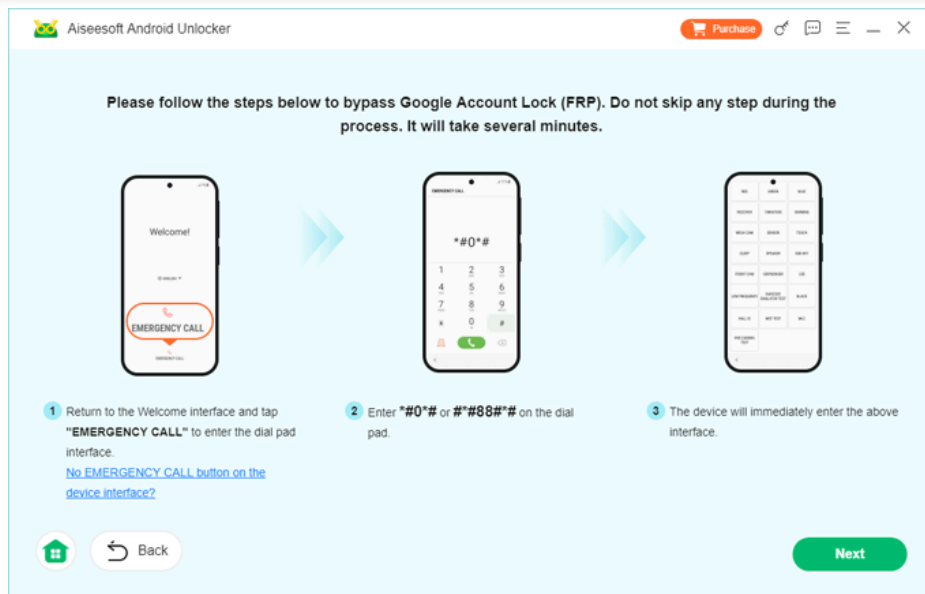 Aiseesoft Android Unlocker
Purchase
Please follow the steps below to bypass Google Account Lock (FRP). Do not skip any step during the
process. It will take several minutes.
Welcome!
EMERGENCY CALL
EMERGENCY CALL
EMERGENCY CALL
*#0*#
1 2 3
4 5 6
7 8 9
* 0 #
1 Return to the Welcome interface and tap
"EMERGENCY CALL" to enter the dial pad
interface.
No EMERGENCY CALL button on the
device interface?
2 Enter *#0*# or #*#88#*# on the dial
pad.
3 The device will immediately enter the above
interface.
Back
Next